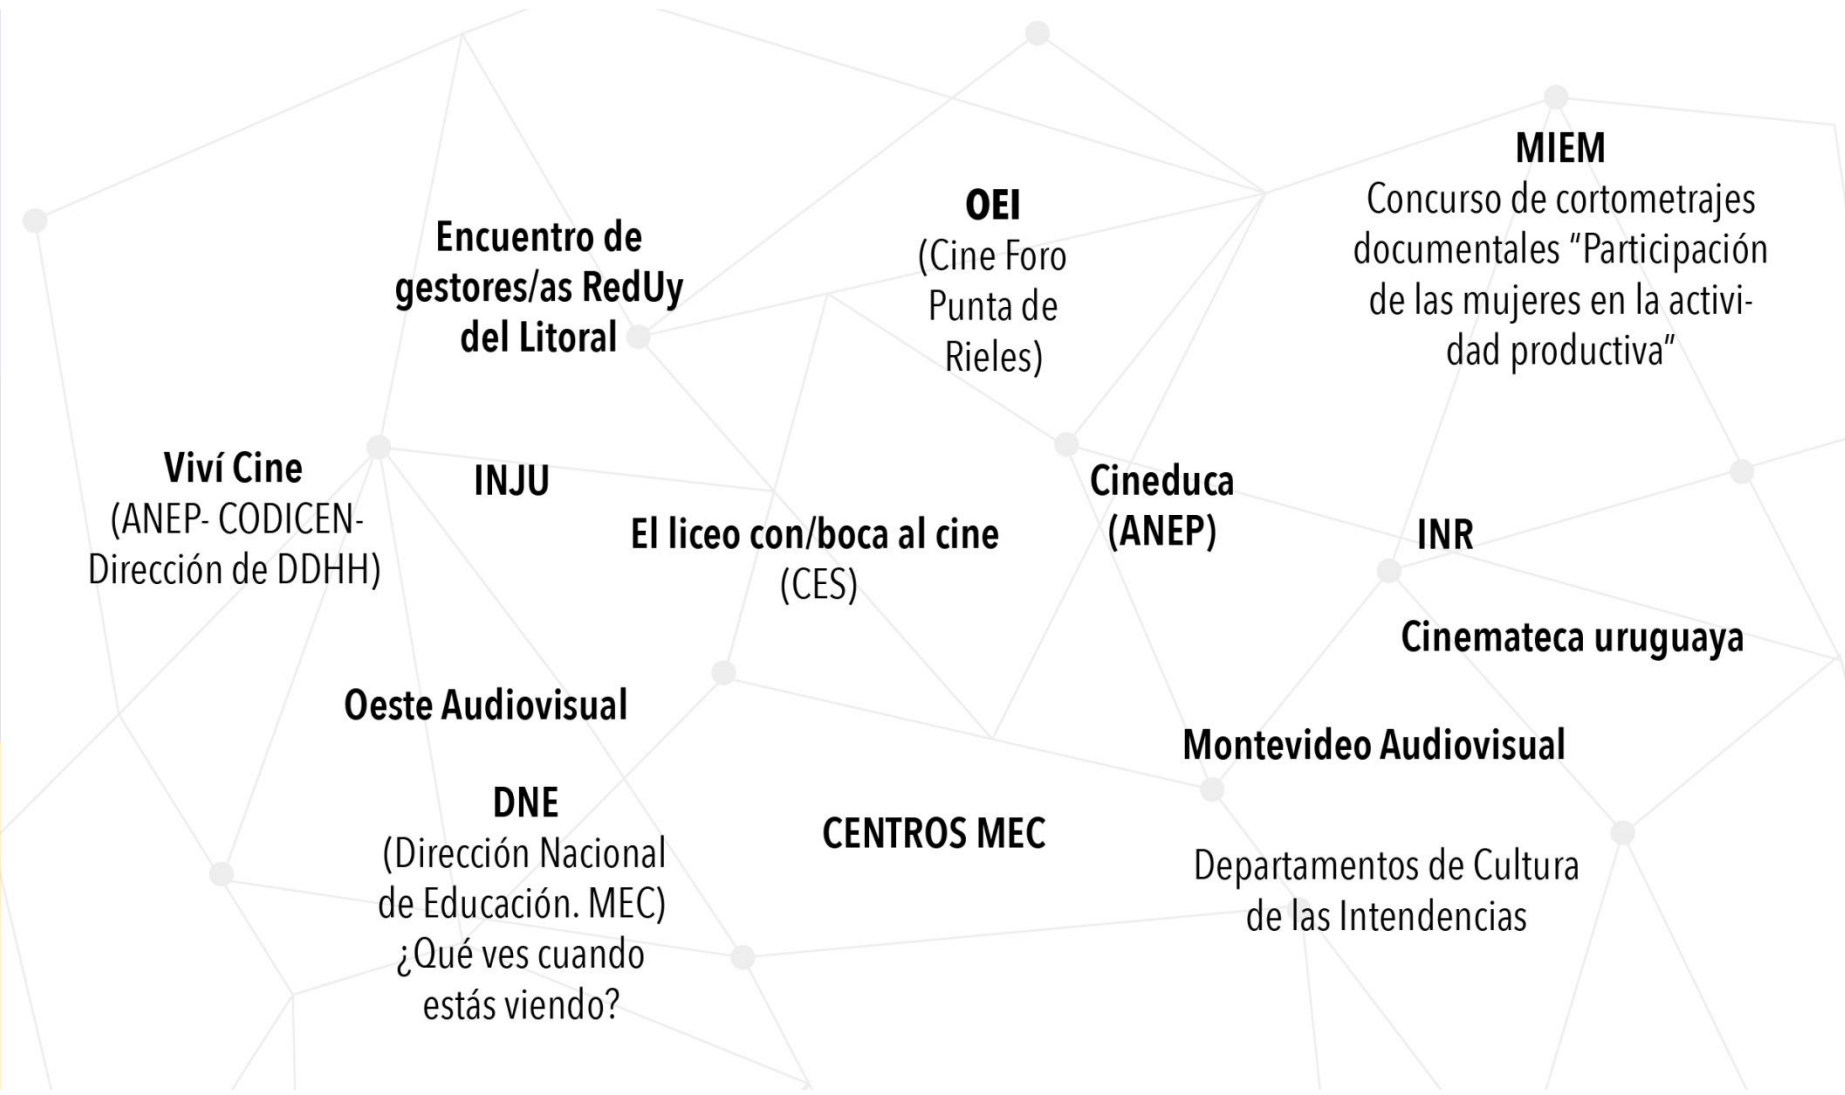 MIEM
Concurso de cortometrajes
documentales “Participación
de las mujeres en la activi-
dad productiva”
OEI
(Cine Foro
Punta de
Rieles)
Encuentro de
gestores/as RedUy
del Litoral
Viví Cine
(ANEP- CODICEN-
Dirección de DDHH)
INJU
El liceo con/boca al cine
(CES)
Cineduca
(ANEP)
INR
Cinemateca uruguaya
Oeste Audiovisual
Montevideo Audiovisual
DNE
(Dirección Nacional
de Educación. MEC)
¿Qué ves cuando
estás viendo?
CENTROS MEC
Departamentos de Cultura
de las Intendencias